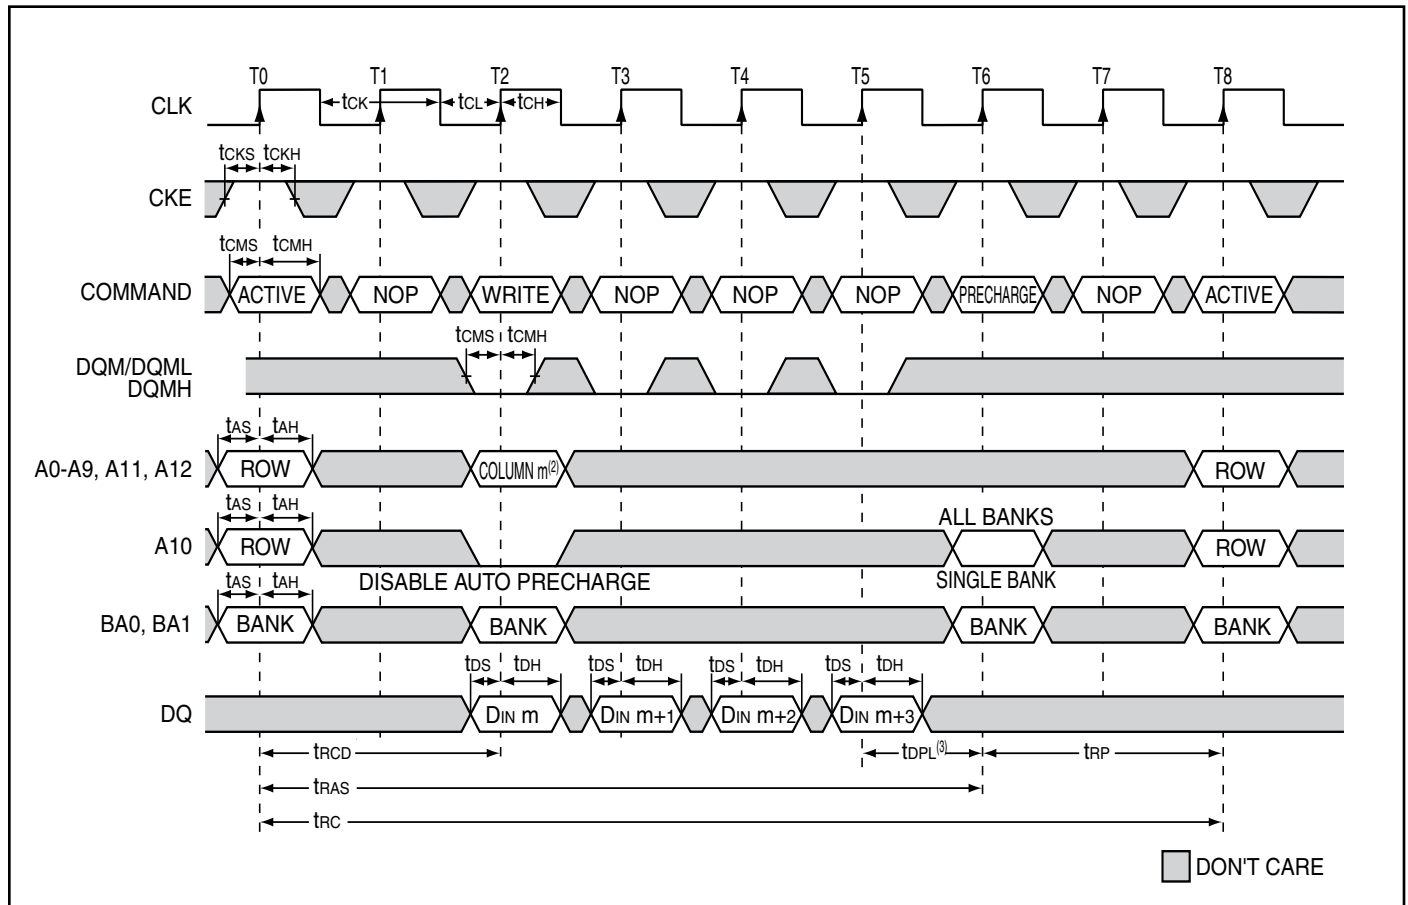 T0 T1 T2 T3 T4 T5 T6 T7 T8
CLK tCK tCL tCH
tCKS tCKH
CKE
tCMS tCMH
COMMAND ACTIVE NOP WRITE NOP NOP NOP PRECHARGE NOP ACTIVE
tCMS tCMH
DQM/DQML
DQMH
tAS tAH
A0-A9, A11, A12 ROW COLUMN m(2) ROW
tAS tAH
ALL BANKS
A10 ROW ROW
DISABLE AUTO PRECHARGE SINGLE BANK
tAS tAH
BA0, BA1 BANK BANK BANK BANK
tDS tDH tDS tDH tDS tDH tDS tDH
DQ DIN m DIN m+1 DIN m+2 DIN m+3
tRCD tDPL(3) tRP
tRAS
tRC
DON'T CARE